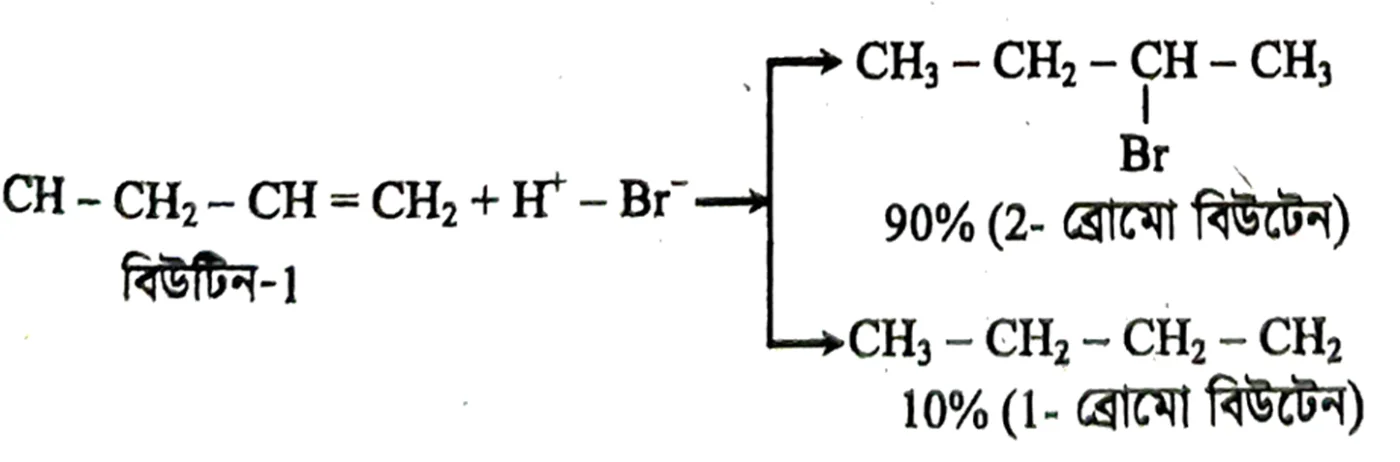 CH₃ – CH₂ – CH – CH₃
Br
90% (2- ব্রোমো বিউটেন)
CH – CH₂ – CH = CH₂ + H⁺ – Br⁻
বিউটিন-1
CH₃ – CH₂ – CH₂ – CH₂
10% (1- ব্রোমো বিউটেন)